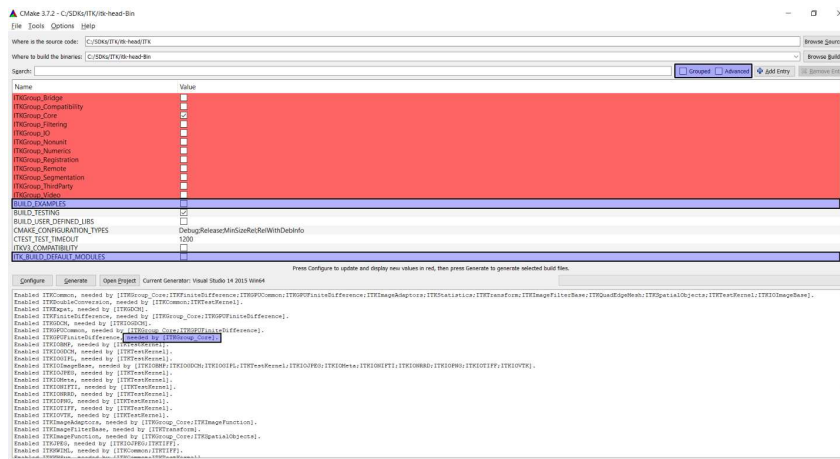 CMake 3.7.2 - C:/SDKs/ITK/itk-head-Bin
File Tools Options Help
Where is the source code: C:/SDKs/ITK/itk-head/ITK Browse Sourc
Where to build the binaries: C:/SDKs/ITK/itk-head-Bin Browse Build
Search: Grouped Advanced Add Entry Remove Ent
Name Value
ITKGroup_Bridge
ITKGroup_Compatibility
ITKGroup_Core
ITKGroup_Filtering
ITKGroup_IO
ITKGroup_Nonunit
ITKGroup_Numerics
ITKGroup_Registration
ITKGroup_Remote
ITKGroup_Segmentation
ITKGroup_ThirdParty
ITKGroup_Video
BUILD_EXAMPLES
BUILD_TESTING
BUILD_USER_DEFINED_LIBS
CMAKE_CONFIGURATION_TYPES Debug;Release;MinSizeRel;RelWithDebInfo
CTEST_TEST_TIMEOUT 1200
ITKV3_COMPATIBILITY
ITK_BUILD_DEFAULT_MODULES
Press Configure to update and display new values in red, then press Generate to generate selected build files.
Configure Generate Open Project Current Generator: Visual Studio 14 2015 Win64
Enabled ITKCommon, needed by [ITKGroup_Core;ITKFiniteDifference;ITKGPUCommon;ITKGPUFiniteDifference;ITKImageAdaptors;ITKStatistics;ITKTransform;ITKImageFilterBase;ITKQuadEdgeMesh;ITKSpatialObjects;ITKTestKernel;ITKIOImageBase].
Enabled ITKDoubleConversion, needed by [ITKCommon;ITKTestKernel].
Enabled ITKExpat, needed by [ITKGDCM].
Enabled ITKFiniteDifference, needed by [ITKGroup_Core;ITKGPUFiniteDifference].
Enabled ITKGDCM, needed by [ITKIOGDCM].
Enabled ITKGPUCommon, needed by [ITKGroup_Core;ITKGPUFiniteDifference].
Enabled ITKGPUFiniteDifference, needed by [ITKGroup_Core].
Enabled ITKIOBMP, needed by [ITKTestKernel].
Enabled ITKIOGDCM, needed by [ITKTestKernel].
Enabled ITKIOGIPL, needed by [ITKTestKernel].
Enabled ITKIOImageBase, needed by [ITKIOBMP;ITKIOGDCM;ITKIOGIPL;ITKTestKernel;ITKIOJPEG;ITKIOMeta;ITKIONIFTI;ITKIONRRD;ITKIOPNG;ITKIOTIFF;ITKIOVTK].
Enabled ITKIOJPEG, needed by [ITKTestKernel].
Enabled ITKIOMeta, needed by [ITKTestKernel].
Enabled ITKIONIFTI, needed by [ITKTestKernel].
Enabled ITKIONRRD, needed by [ITKTestKernel].
Enabled ITKIOPNG, needed by [ITKTestKernel].
Enabled ITKIOTIFF, needed by [ITKTestKernel].
Enabled ITKIOVTK, needed by [ITKTestKernel].
Enabled ITKImageAdaptors, needed by [ITKGroup_Core;ITKImageFunction].
Enabled ITKImageFilterBase, needed by [ITKTransform].
Enabled ITKImageFunction, needed by [ITKGroup_Core;ITKSpatialObjects].
Enabled ITKJPEG, needed by [ITKIOJPEG;ITKTIFF].
Enabled ITKKWIML, needed by [ITKCommon;ITKTIFF].